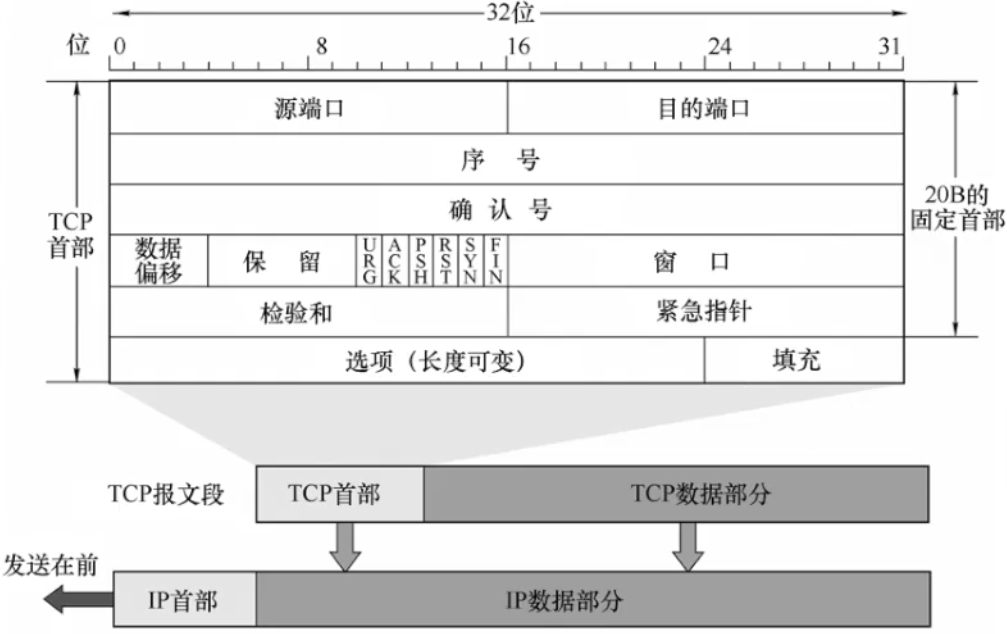 32位
位 0 8 16 24 31
源端口 目的端口
序 号
确 认 号
TCP
首部
20B的
固定首部
数据
偏移
保 留
URG
ACK
PSH
RST
SYN
FIN
窗 口
检验和 紧急指针
选项（长度可变） 填充
TCP报文段 TCP首部 TCP数据部分
发送在前
IP首部 IP数据部分